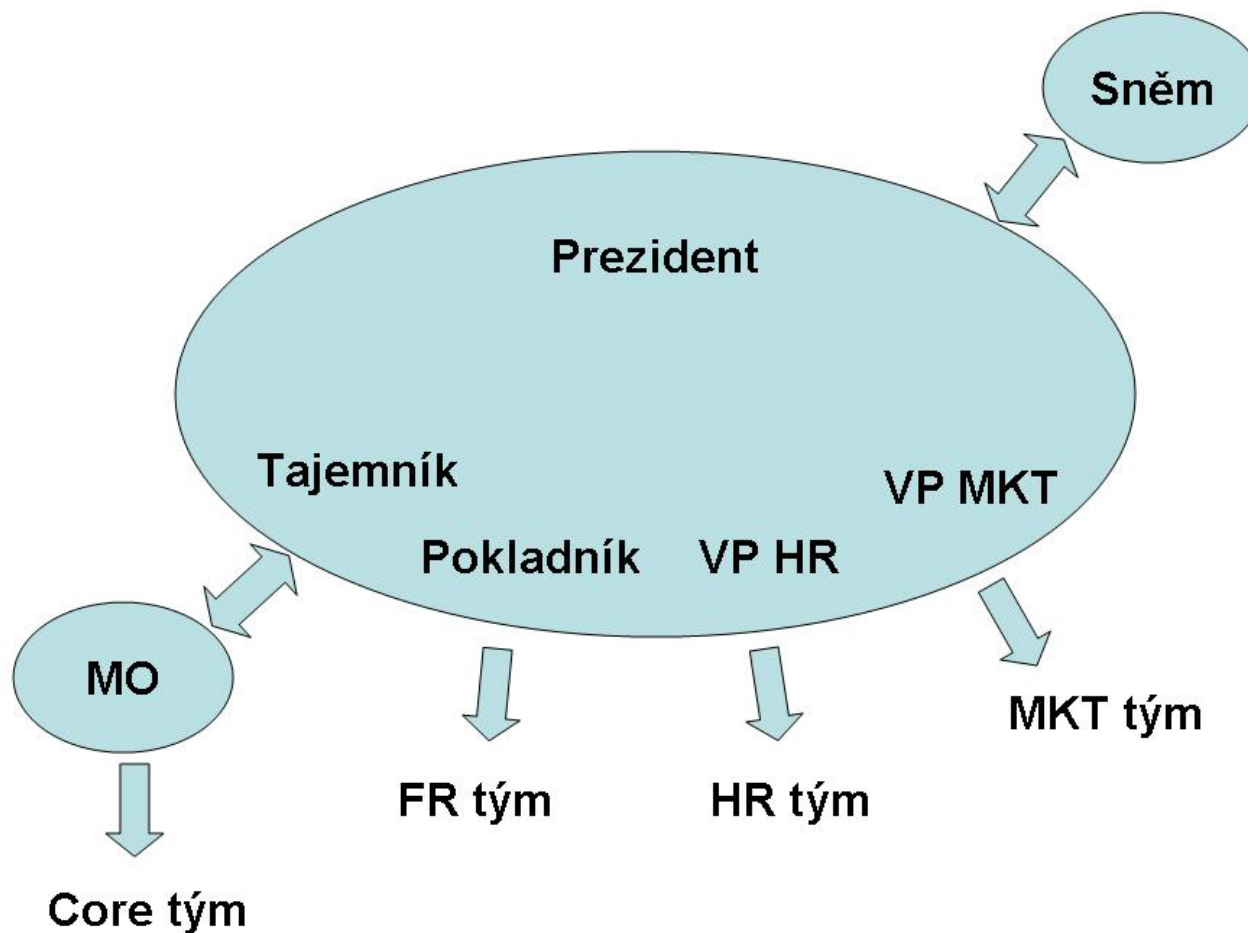 Sněm
Prezident
Tajemník
VP MKT
Pokladník
VP HR
MO
MKT tým
FR tým
HR tým
Core tým